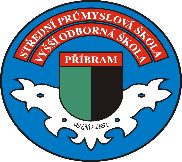 STŘEDNÍ PRŮMYSLOVÁ ŠKOLA
VYŠŠÍ ODBORNÁ ŠKOLA
PŘÍBRAM